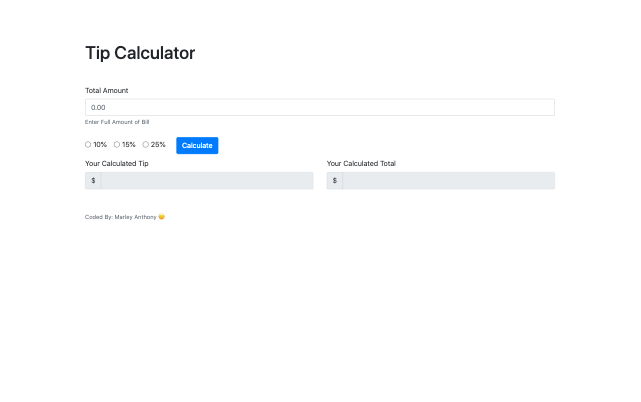 Tip Calculator
Total Amount
0.00
Enter Full Amount of Bill
10% 15% 25% Calculate
Your Calculated Tip Your Calculated Total
$ $
Coded By: Marley Anthony